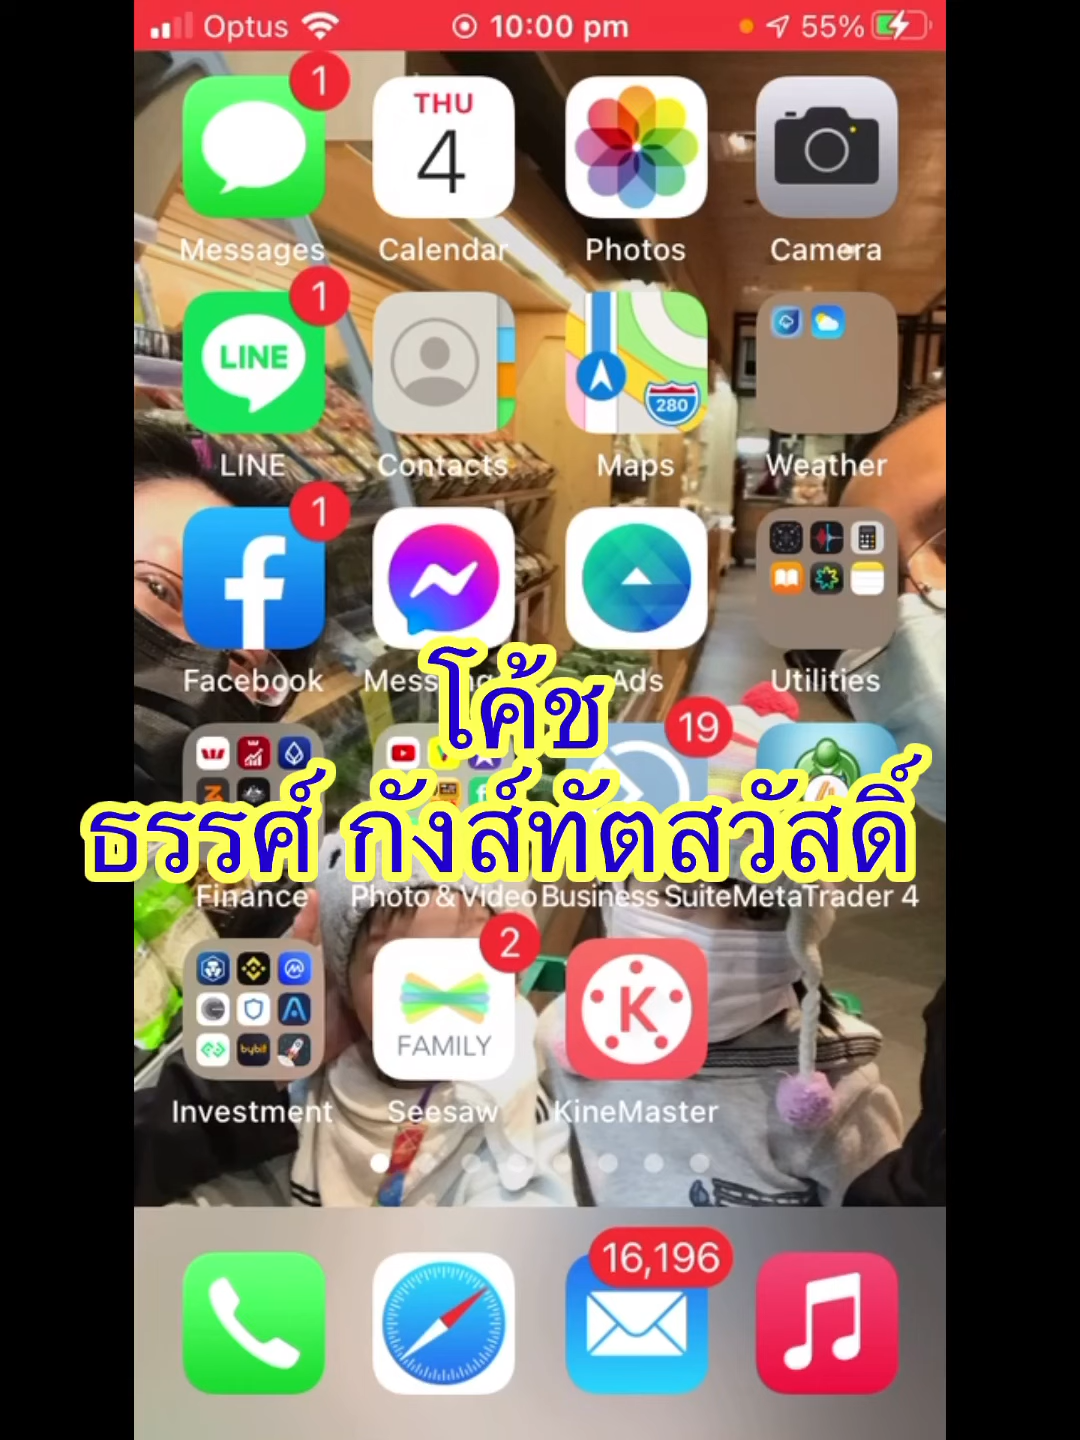 Optus 10:00 pm 55%
1 THU
4
Messages Calendar Photos Camera
1
LINE 280
LINE Contacts Maps Weather
1
Facebook Ads Utilities
โค้ช
19
ธรรศ์ กังส์ทัตสวัสดิ์
Finance Photo & Video Business Suite MetaTrader 4
2
FAMILY K
bybit
Investment Seesaw KineMaster
16,196